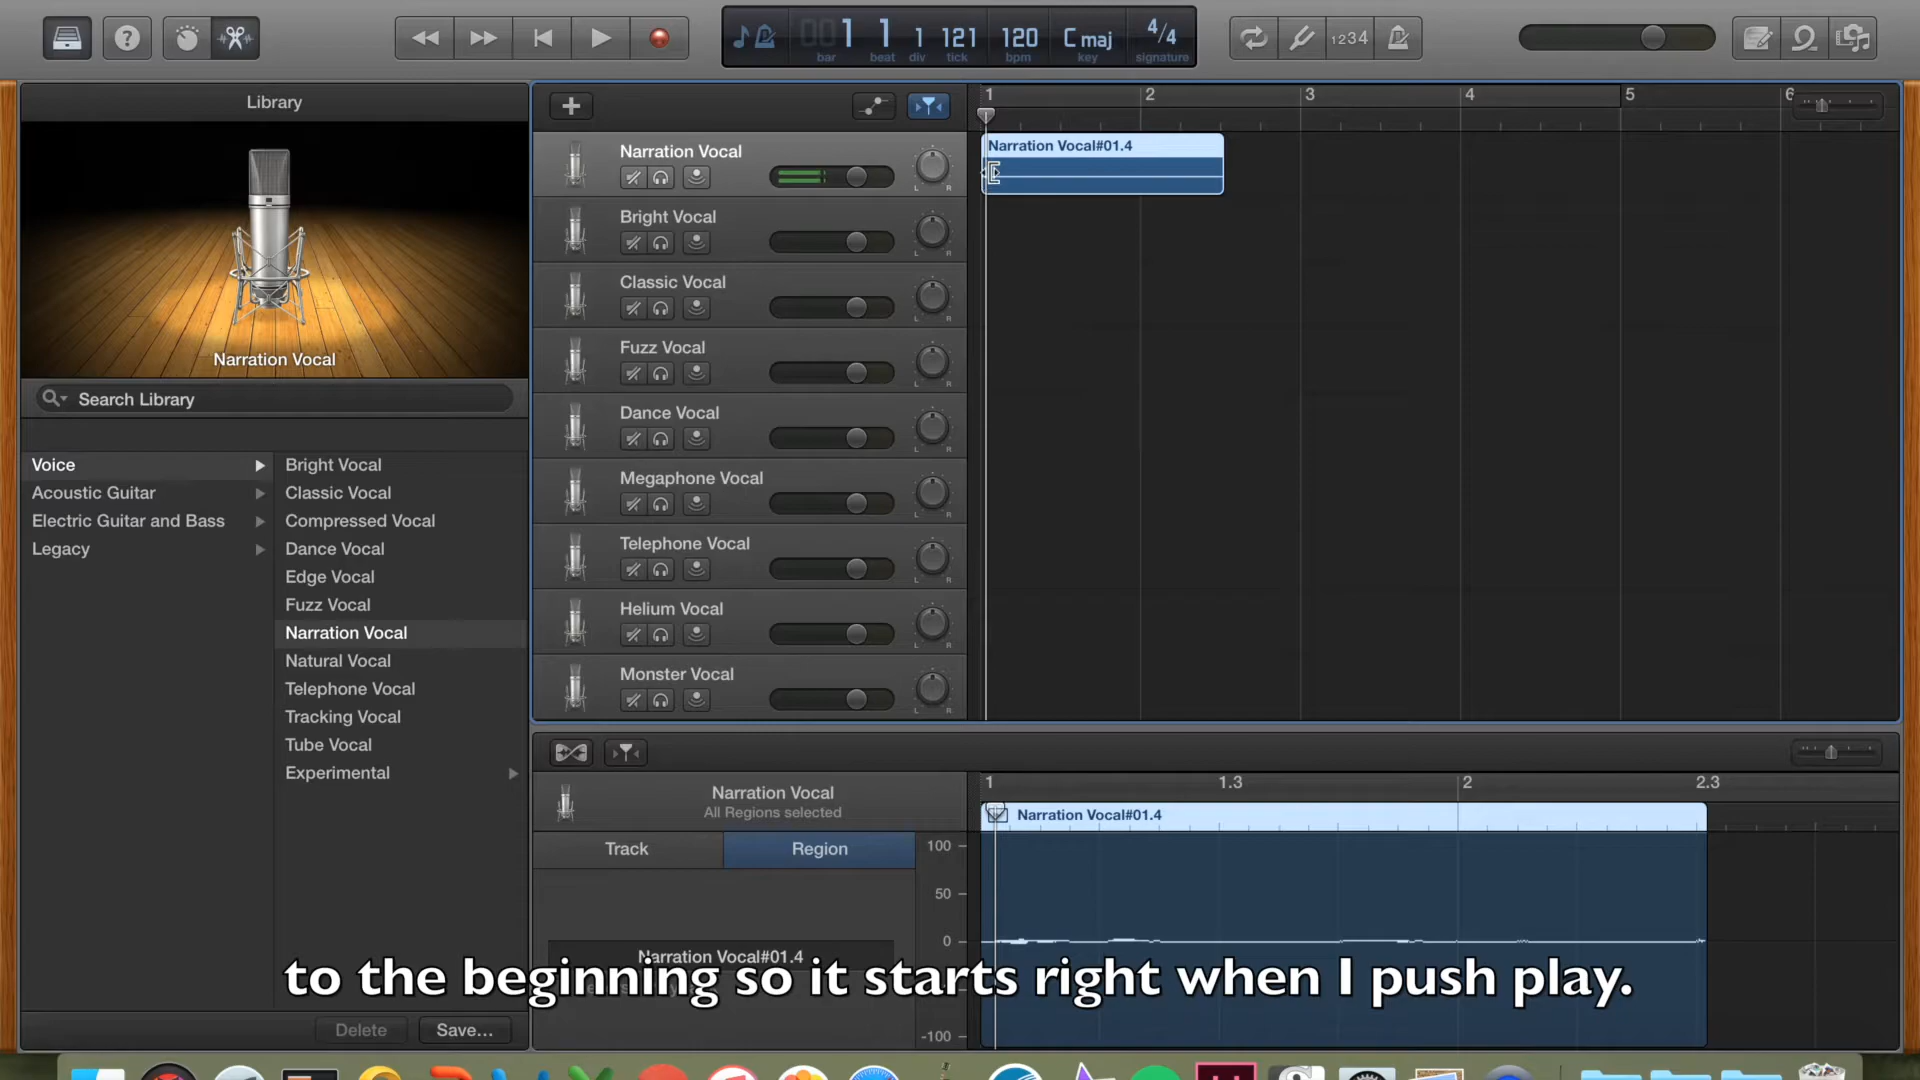 1 1 1 121 120 C maj 4/4
bar beat div tick bpm key signature
1234
Library
Narration Vocal
Search Library
Voice
Acoustic Guitar
Electric Guitar and Bass
Legacy
Bright Vocal
Classic Vocal
Compressed Vocal
Dance Vocal
Edge Vocal
Fuzz Vocal
Narration Vocal
Natural Vocal
Telephone Vocal
Tracking Vocal
Tube Vocal
Experimental
Delete
Save...
Narration Vocal
L R
Bright Vocal
L R
Classic Vocal
L R
Fuzz Vocal
L R
Dance Vocal
L R
Megaphone Vocal
L R
Telephone Vocal
L R
Helium Vocal
L R
Monster Vocal
L R
1 2 3 4 5 6
Narration Vocal#01.4
Narration Vocal
All Regions selected
Track
Region
Narration Vocal#01.4
1 1.3 2 2.3
Narration Vocal#01.4
100
50
0
-100
to the beginning so it starts right when I push play.